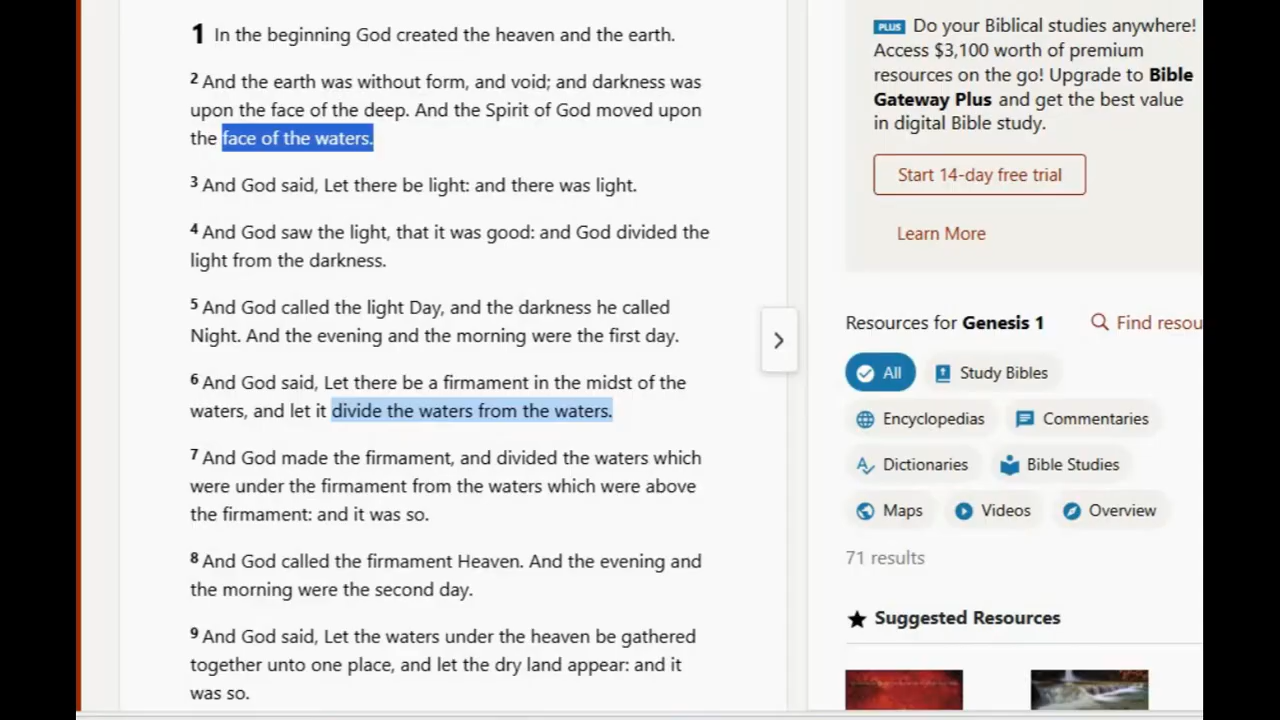 1 In the beginning God created the heaven and the earth.
2 And the earth was without form, and void; and darkness was
upon the face of the deep. And the Spirit of God moved upon
the face of the waters.
3 And God said, Let there be light: and there was light.
4 And God saw the light, that it was good: and God divided the
light from the darkness.
5 And God called the light Day, and the darkness he called
Night. And the evening and the morning were the first day.
6 And God said, Let there be a firmament in the midst of the
waters, and let it divide the waters from the waters.
7 And God made the firmament, and divided the waters which
were under the firmament from the waters which were above
the firmament: and it was so.
8 And God called the firmament Heaven. And the evening and
the morning were the second day.
9 And God said, Let the waters under the heaven be gathered
together unto one place, and let the dry land appear: and it
was so.
PLUS Do your Biblical studies anywhere!
Access $3,100 worth of premium
resources on the go! Upgrade to Bible
Gateway Plus and get the best value
in digital Bible study.
Start 14-day free trial
Learn More
Resources for Genesis 1 Find resou
All Study Bibles
Encyclopedias Commentaries
Dictionaries Bible Studies
Maps Videos Overview
71 results
Suggested Resources